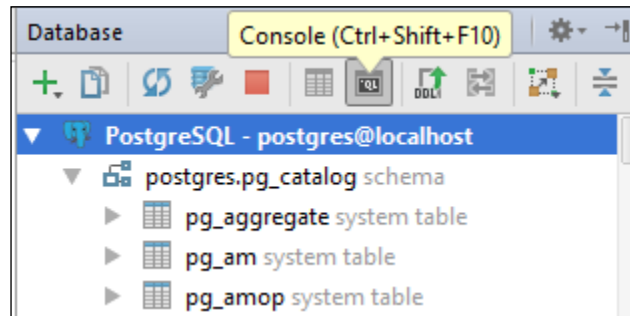 Database
Console (Ctrl+Shift+F10)
QL
DDL
PostgreSQL - postgres@localhost
postgres.pg_catalog schema
pg_aggregate system table
pg_am system table
pg_amop system table